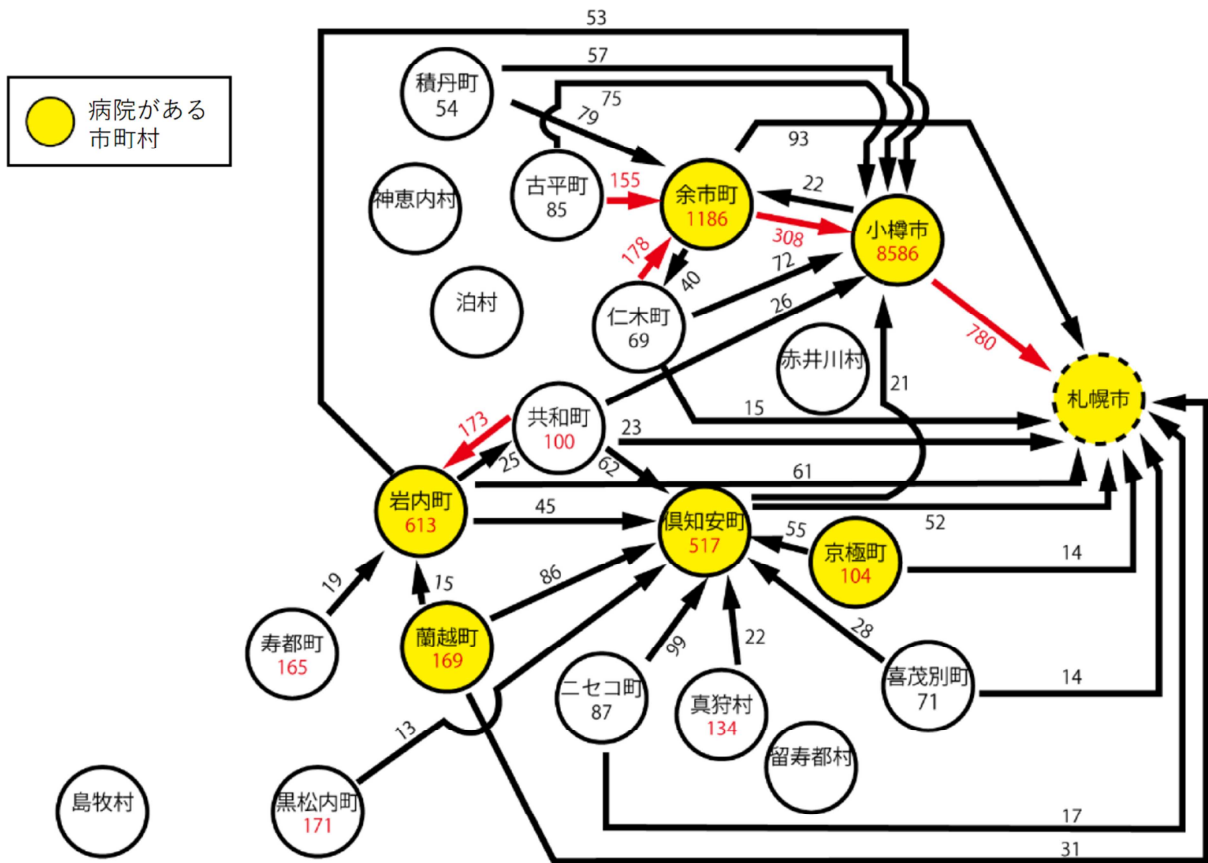 53
病院がある
市町村
57
積丹町
54
75
79
93
古平町
85
155
余市町
1186
22
小樽市
8586
神恵内村
308
178
40
72
780
泊村
仁木町
69
26
赤井川村
21
札幌市
15
共和町
100
173
23
25
62
61
岩内町
613
45
倶知安町
517
52
55
京極町
104
14
19
15
86
寿都町
165
蘭越町
169
99
22
28
ニセコ町
87
真狩村
134
喜茂別町
71
14
13
留寿都村
島牧村
黒松内町
171
17
31